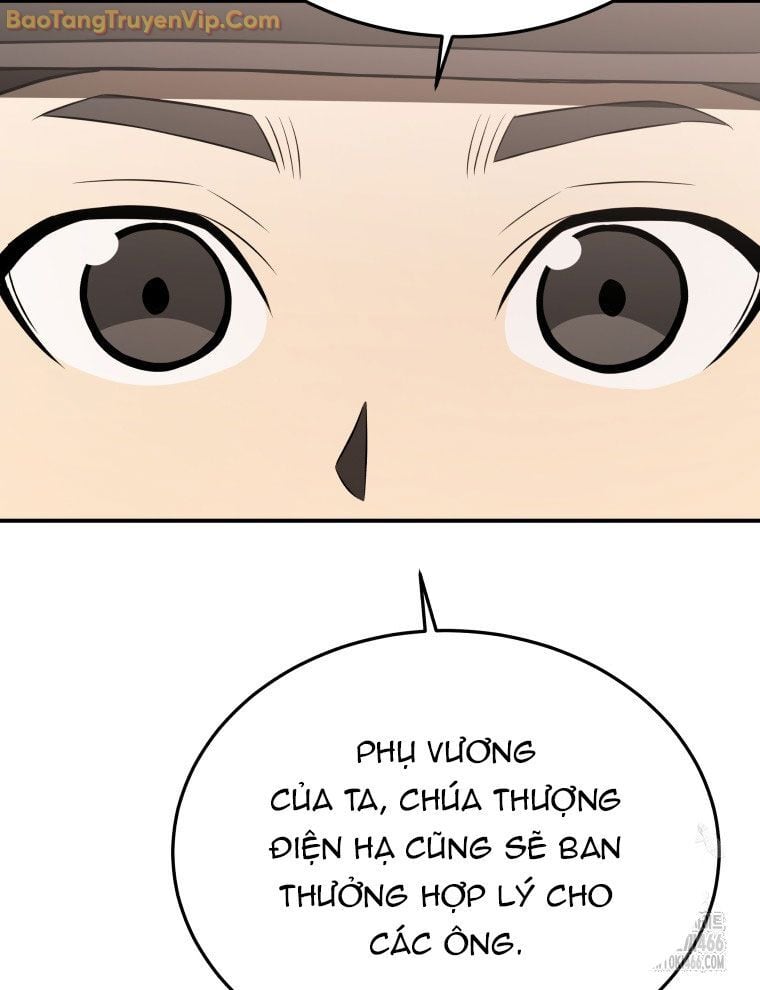 BaoTangTruyenVip.Com
PHỤ VƯƠNG
CỦA TA, CHÚA THƯỢNG
ĐIỆN HẠ CŨNG SẼ BAN
THƯỞNG HỢP LÝ CHO
CÁC ÔNG.